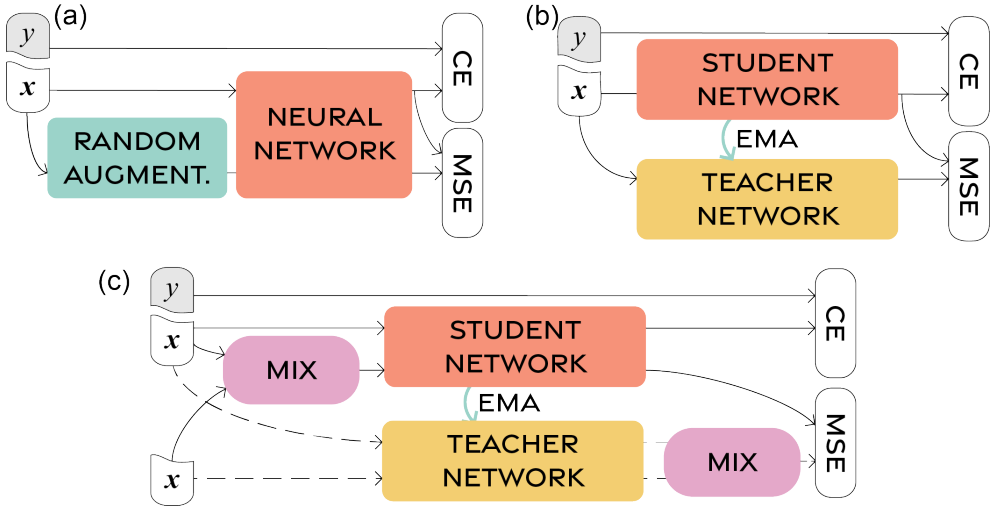 (a)
y
x
RANDOM
AUGMENT.
NEURAL
NETWORK
CE
MSE
(b)
y
x
STUDENT
NETWORK
EMA
TEACHER
NETWORK
CE
MSE
(c)
y
x
x
MIX
STUDENT
NETWORK
EMA
TEACHER
NETWORK
MIX
CE
MSE